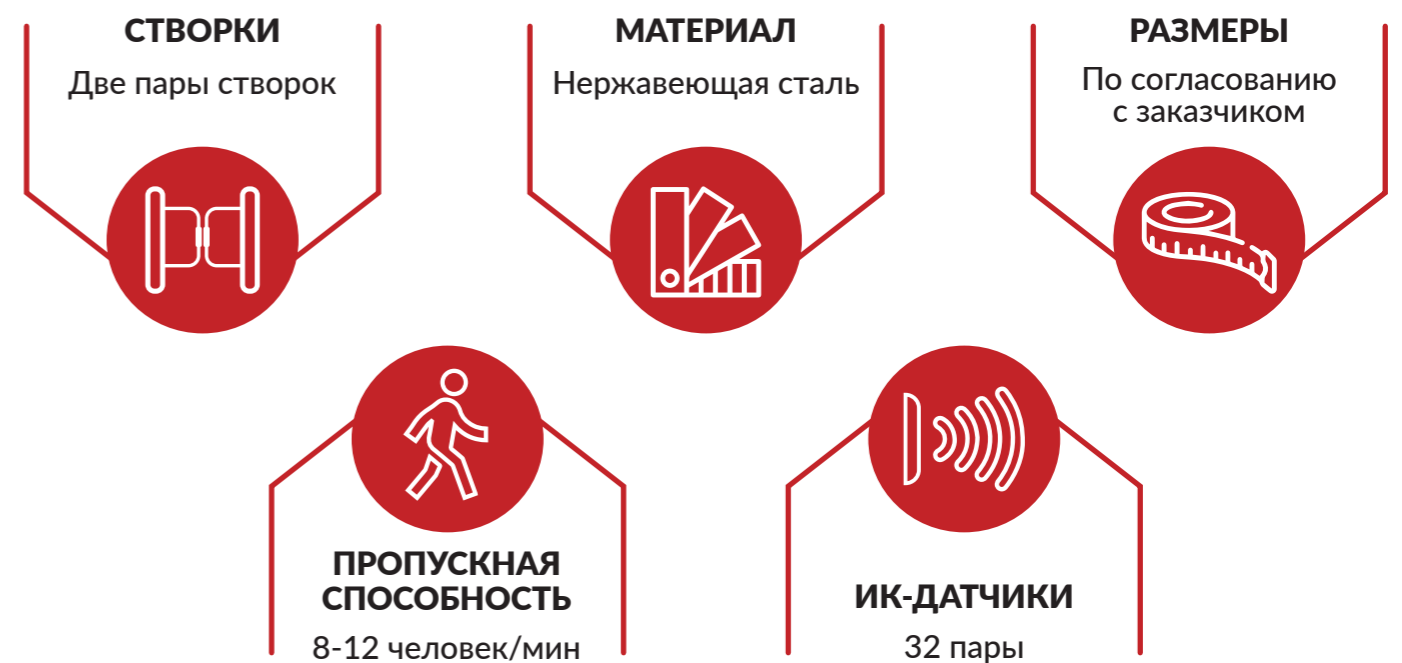 СТВОРКИ
Две пары створок
МАТЕРИАЛ
Нержавеющая сталь
РАЗМЕРЫ
По согласованию
с заказчиком
ПРОПУСКНАЯ
СПОСОБНОСТЬ
8-12 человек/мин
ИК-ДАТЧИКИ
32 пары